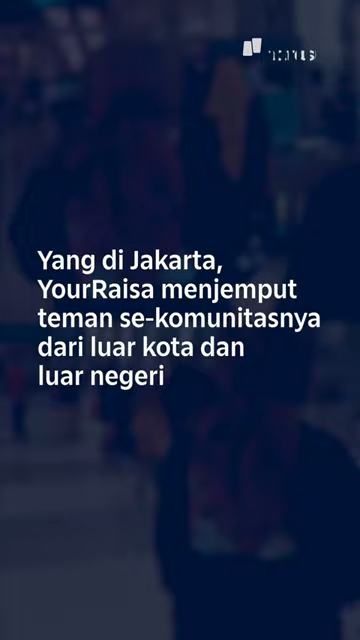 Yang di Jakarta,
YourRaisa menjemput
teman se-komunitasnya
dari luar kota dan
luar negeri